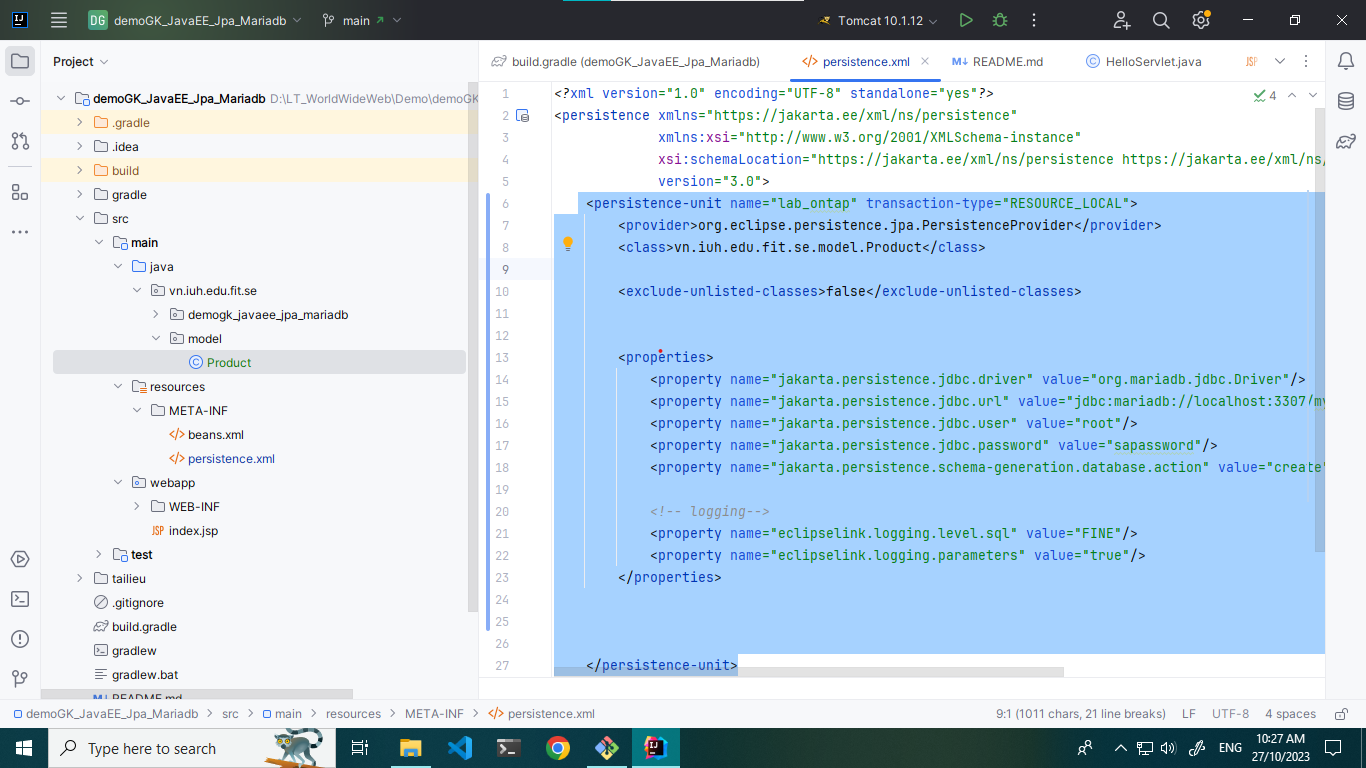 DG demoGK_JavaEE_Jpa_Mariadb main Tomcat 10.1.12
Project
build.gradle (demoGK_JavaEE_Jpa_Mariadb) persistence.xml README.md HelloServlet.java JSP
demoGK_JavaEE_Jpa_Mariadb D:\LT_WorldWideWeb\Demo\demoGK
.gradle
.idea
build
gradle
src
main
java
vn.iuh.edu.fit.se
demogk_javaee_jpa_mariadb
model
Product
resources
META-INF
beans.xml
persistence.xml
webapp
WEB-INF
JSP index.jsp
test
tailieu
.gitignore
build.gradle
gradlew
gradlew.bat
README.md
4
1 <?xml version="1.0" encoding="UTF-8" standalone="yes"?>
2 <persistence xmlns="https://jakarta.ee/xml/ns/persistence"
3 xmlns:xsi="http://www.w3.org/2001/XMLSchema-instance"
4 xsi:schemaLocation="https://jakarta.ee/xml/ns/persistence https://jakarta.ee/xml/ns/
5 version="3.0">
6 <persistence-unit name="lab_ontap" transaction-type="RESOURCE_LOCAL">
7 <provider>org.eclipse.persistence.jpa.PersistenceProvider</provider>
8 <class>vn.iuh.edu.fit.se.model.Product</class>
9
10 <exclude-unlisted-classes>false</exclude-unlisted-classes>
11
12
13 <properties>
14 <property name="jakarta.persistence.jdbc.driver" value="org.mariadb.jdbc.Driver"/>
15 <property name="jakarta.persistence.jdbc.url" value="jdbc:mariadb://localhost:3307/my
16 <property name="jakarta.persistence.jdbc.user" value="root"/>
17 <property name="jakarta.persistence.jdbc.password" value="sapassword"/>
18 <property name="jakarta.persistence.schema-generation.database.action" value="create"
19
20 <!-- logging-->
21 <property name="eclipselink.logging.level.sql" value="FINE"/>
22 <property name="eclipselink.logging.parameters" value="true"/>
23 </properties>
24
25
26
27 </persistence-unit>
demoGK_JavaEE_Jpa_Mariadb > src > main > resources > META-INF > persistence.xml 9:1 (1011 chars, 21 line breaks) LF UTF-8 4 spaces
Type here to search ENG 10:27 AM
27/10/2023